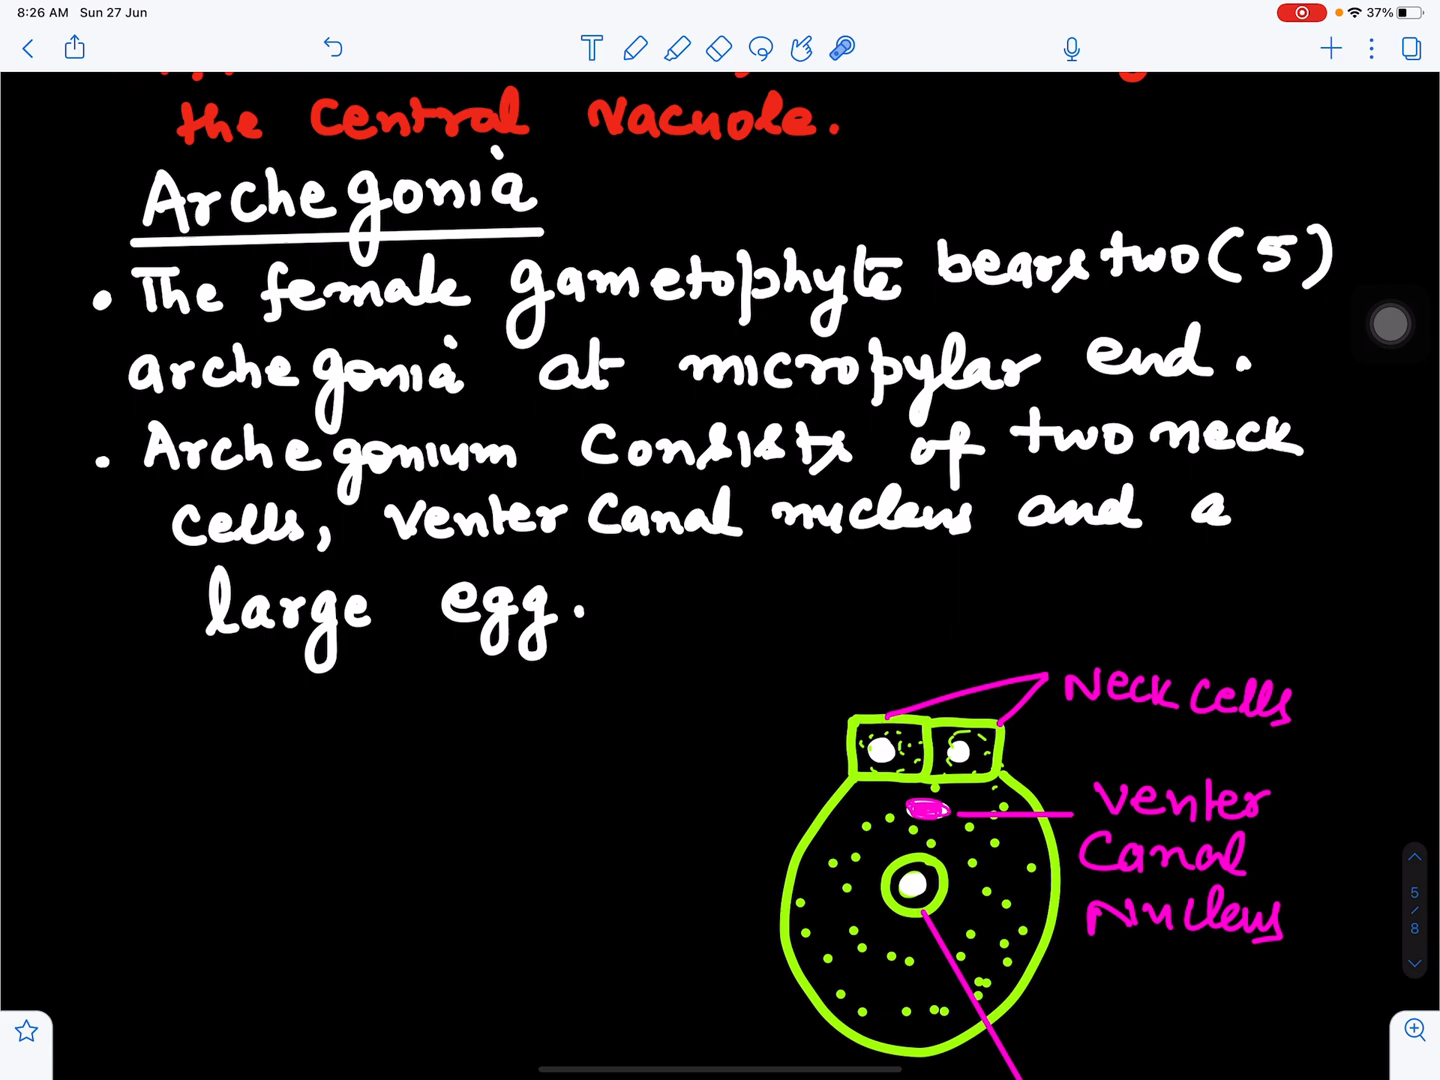 8:26 AM Sun 27 Jun
37%
the central vacuole.
Archegonia
• The female gametophyte bears two (5)
archegonia at micropylar end.
• Archegonium consists of two neck
cells, venter canal nucleus and a
large egg.
Neck cells
Venter
canal
nucleus
5
/
8